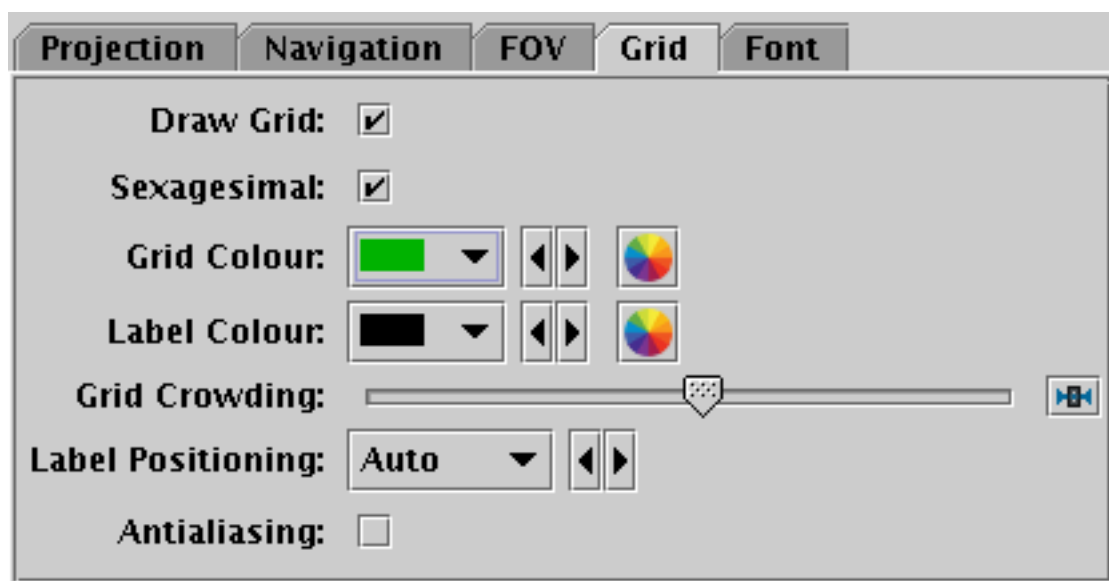 Projection Navigation FOV Grid Font
Draw Grid:
Sexagesimal:
Grid Colour:
Label Colour:
Grid Crowding:
Label Positioning: Auto
Antialiasing: